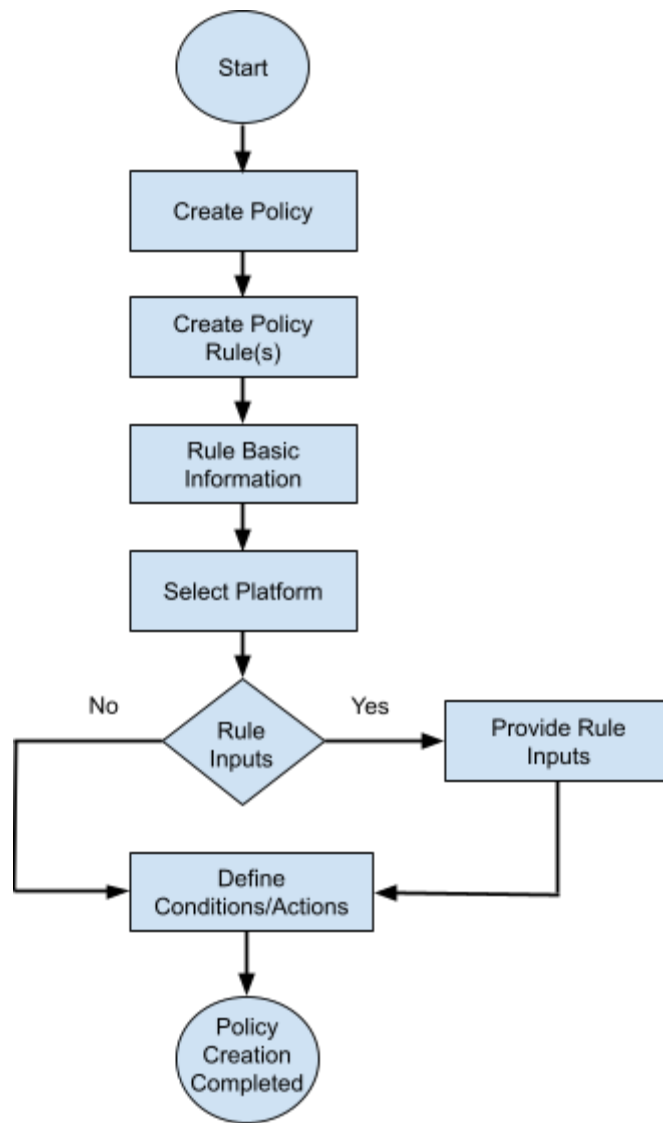 Start
Create Policy
Create Policy
Rule(s)
Rule Basic
Information
Select Platform
No
Rule
Inputs
Yes
Provide Rule
Inputs
Define
Conditions/Actions
Policy
Creation
Completed